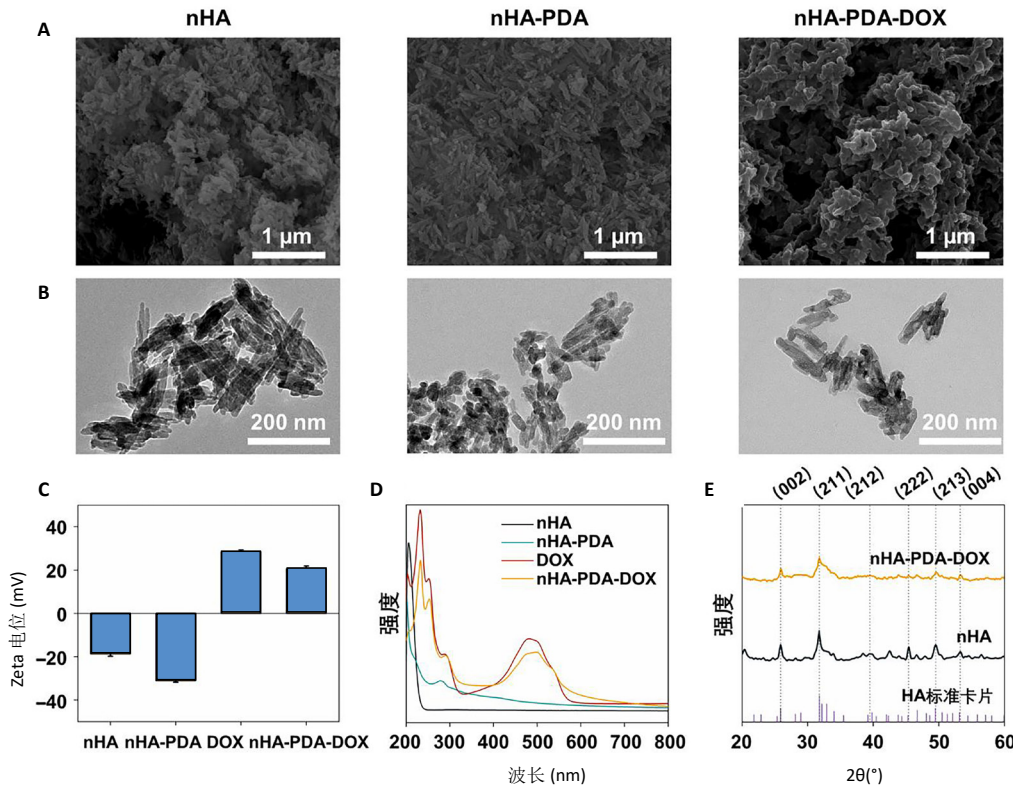 nHA nHA-PDA nHA-PDA-DOX
A
1 µm 1 µm 1 µm
B
200 nm 200 nm 200 nm
C
Zeta 电位 (mV)
40
20
0
−20
−40
nHA nHA-PDA DOX nHA-PDA-DOX
D
强度
nHA
nHA-PDA
DOX
nHA-PDA-DOX
200 300 400 500 600 700 800
波长 (nm)
E
(002) (211) (212) (222) (213) (004)
强度
nHA-PDA-DOX
nHA
HA标准卡片
20 30 40 50 60
2θ(°)